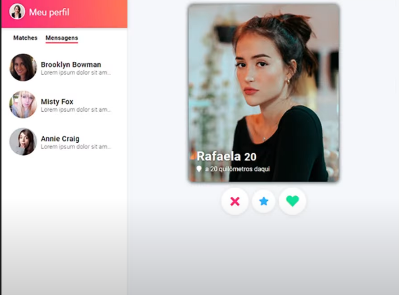 Meu perfil
Matches Mensagens
Brooklyn Bowman
Lorem ipsum dolor sit am...
Misty Fox
Lorem ipsum dolor sit am...
Annie Craig
Lorem ipsum dolor sit am...
Rafaela 20
a 20 quilômetros daqui